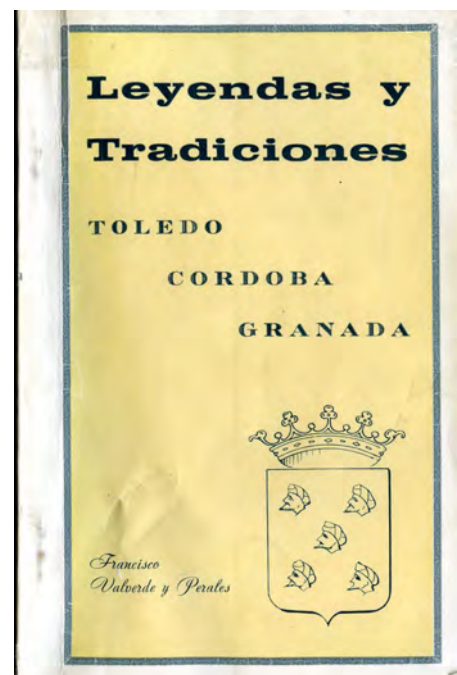 Leyendas y
Tradiciones
TOLEDO
CORDOBA
GRANADA
Francisco
Valverde y Perales